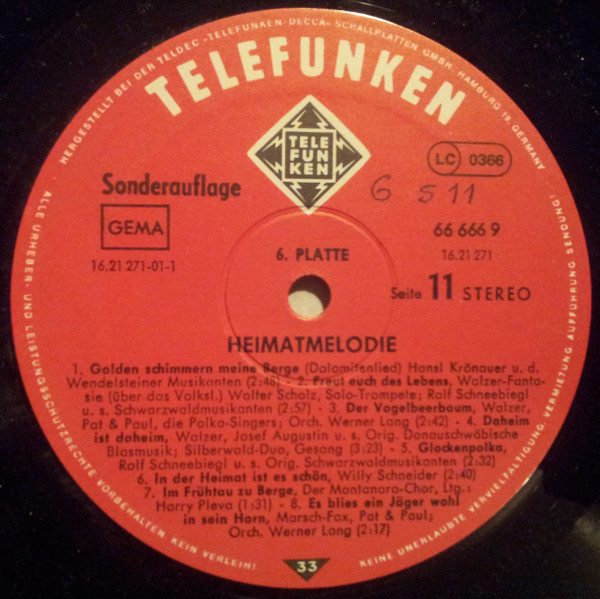 HERGESTELLT BEI DER TELDEC »TELEFUNKEN-DECCA« SCHALLPLATTEN GMBH · HAMBURG 19, GERMANY
TELEFUNKEN
TELE
FUN
KEN
LC 0366
Sonderauflage
6 S 11
GEMA
66 666 9
16.21 271-01-1
6. PLATTE
16.21 271
Seite 11 STEREO
HEIMATMELODIE
1. Golden schimmern meine Berge (Dolomitenlied) Hansl Krönauer u. d.
Wendelsteiner Musikanten (2:46) - 2. Freut euch des Lebens, Walzer-Fanta-
sie (über das Volksl.) Walter Scholz, Solo-Trompete; Rolf Schneebiegl
u. s. Schwarzwaldmusikanten (2:57) - 3. Der Vogelbeerbaum, Walzer,
Pat & Paul, die Polka-Singers; Orch. Werner Lang (2:42) - 4. Daheim
ist daheim, Walzer, Josef Augustin u. s. Orig. Donauschwäbische
Blasmusik; Silberwald-Duo, Gesang (3:23) - 5. Glockenpolka,
Rolf Schneebiegl u. s. Orig. Schwarzwaldmusikanten (2:32)
6. In der Heimat ist es schön, Willy Schneider (2:40)
7. Im Frühtau zu Berge, Der Montanara-Chor, Ltg.:
Harry Pleva (1:31) - 8. Es blies ein Jäger wohl
in sein Horn, Marsch-Fox, Pat & Paul;
Orch. Werner Lang (2:17)
33
ALLE URHEBER- UND LEISTUNGSSCHUTZRECHTE VORBEHALTEN KEIN VERLEIH!
KEINE UNERLAUBTE VERVIELFÄLTIGUNG, VERMIETUNG, AUFFÜHRUNG, SENDUNG!